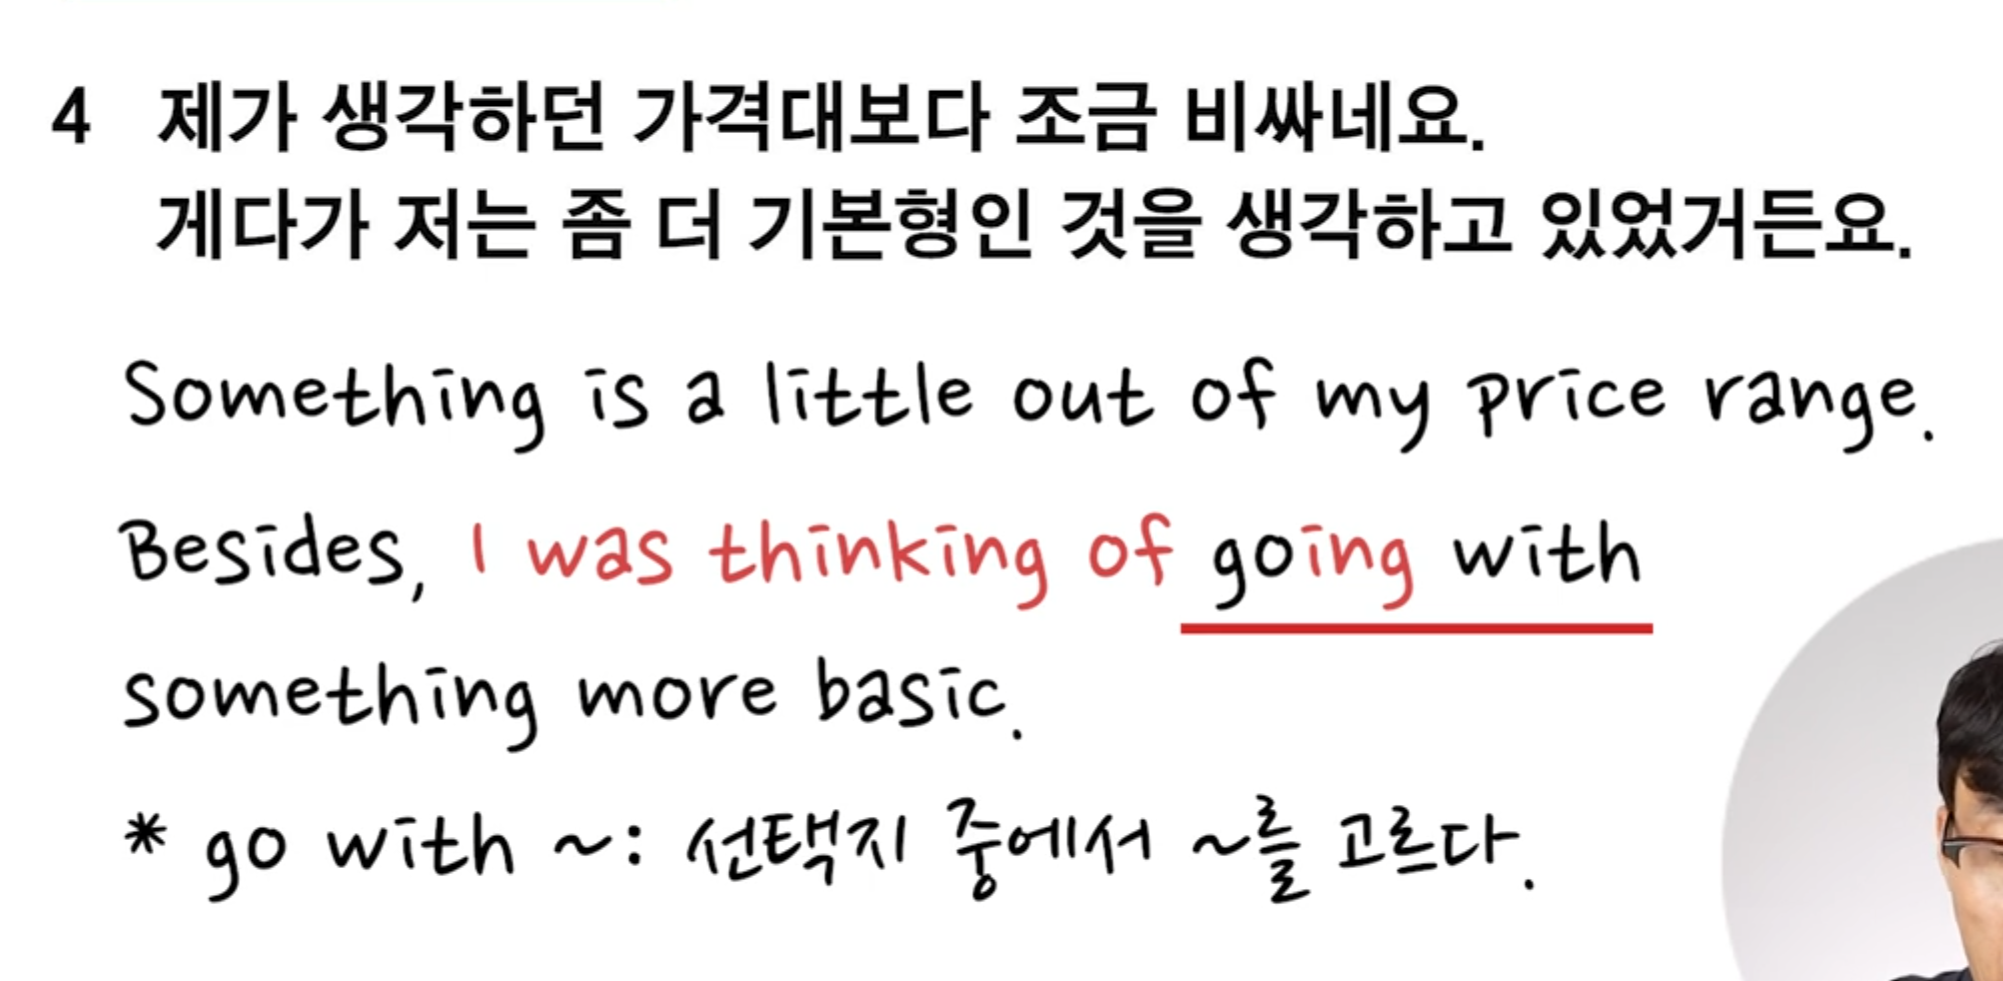 4 제가 생각하던 가격대보다 조금 비싸네요.
게다가 저는 좀 더 기본형인 것을 생각하고 있었거든요.
Something is a little out of my price range.
Besides, I was thinking of going with
something more basic.
* go with ~: 선택지 중에서 ~를 고르다.